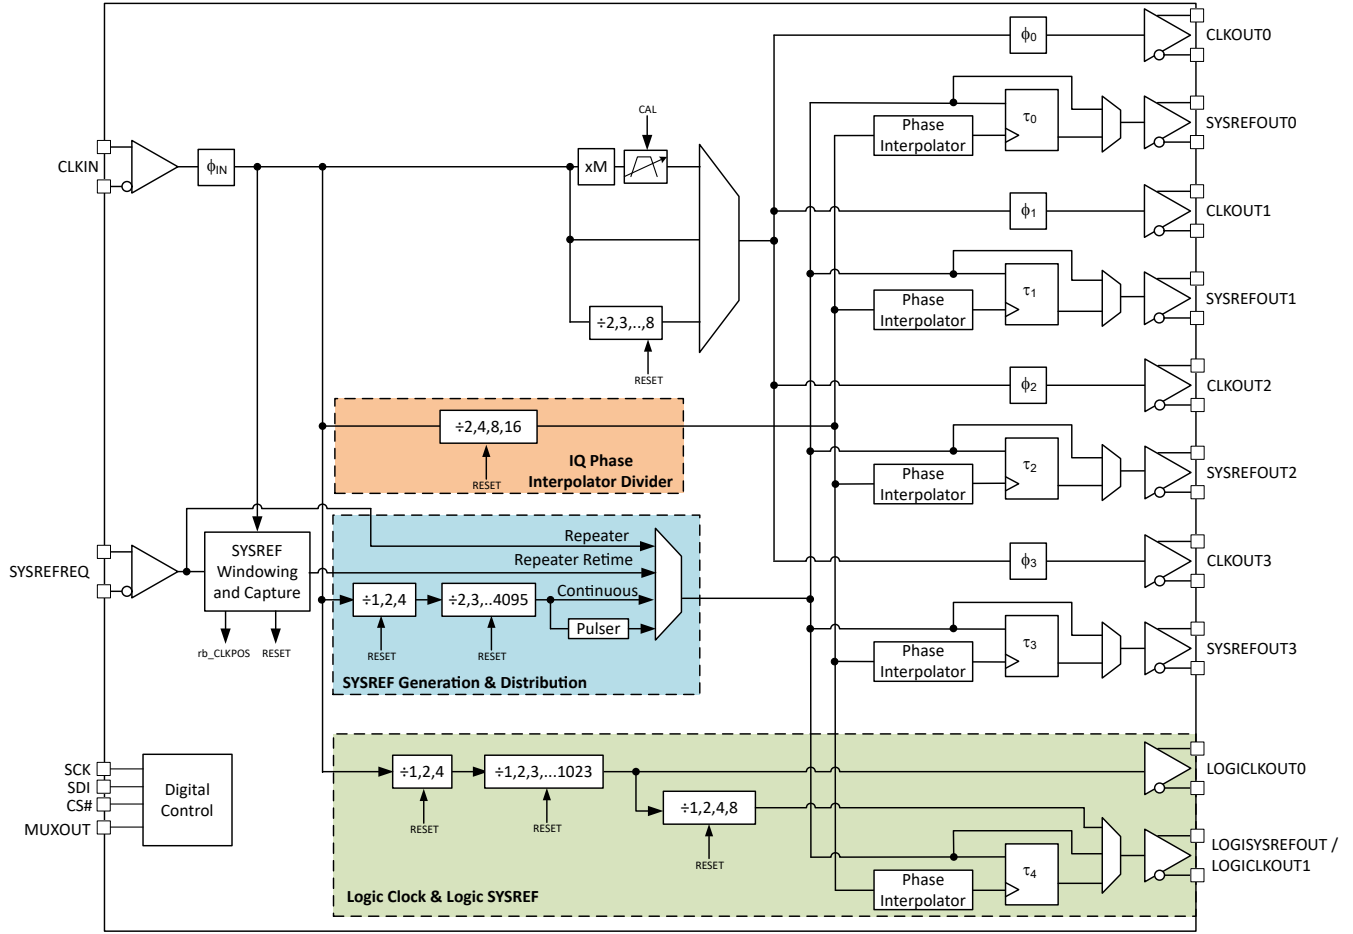 CLKOUT0
ϕ0
CAL
τ0
Phase
Interpolator
SYSREFOUT0
CLKIN
ϕIN
xM
ϕ1
CLKOUT1
τ1
Phase
Interpolator
SYSREFOUT1
÷2,3,..,8
RESET
ϕ2
CLKOUT2
÷2,4,8,16
RESET
IQ Phase
Interpolator Divider
τ2
Phase
Interpolator
SYSREFOUT2
SYSREFREQ
SYSREF
Windowing
and Capture
rb_CLKPOS
RESET
Repeater
Repeater Retime
÷1,2,4
÷2,3,..4095
Continuous
Pulser
RESET
RESET
SYSREF Generation & Distribution
ϕ3
CLKOUT3
τ3
Phase
Interpolator
SYSREFOUT3
SCK
SDI
CS#
MUXOUT
Digital
Control
÷1,2,4
÷1,2,3,...1023
RESET
RESET
÷1,2,4,8
RESET
LOGICLKOUT0
τ4
Phase
Interpolator
LOGISYSREFOUT /
LOGICLKOUT1
Logic Clock & Logic SYSREF